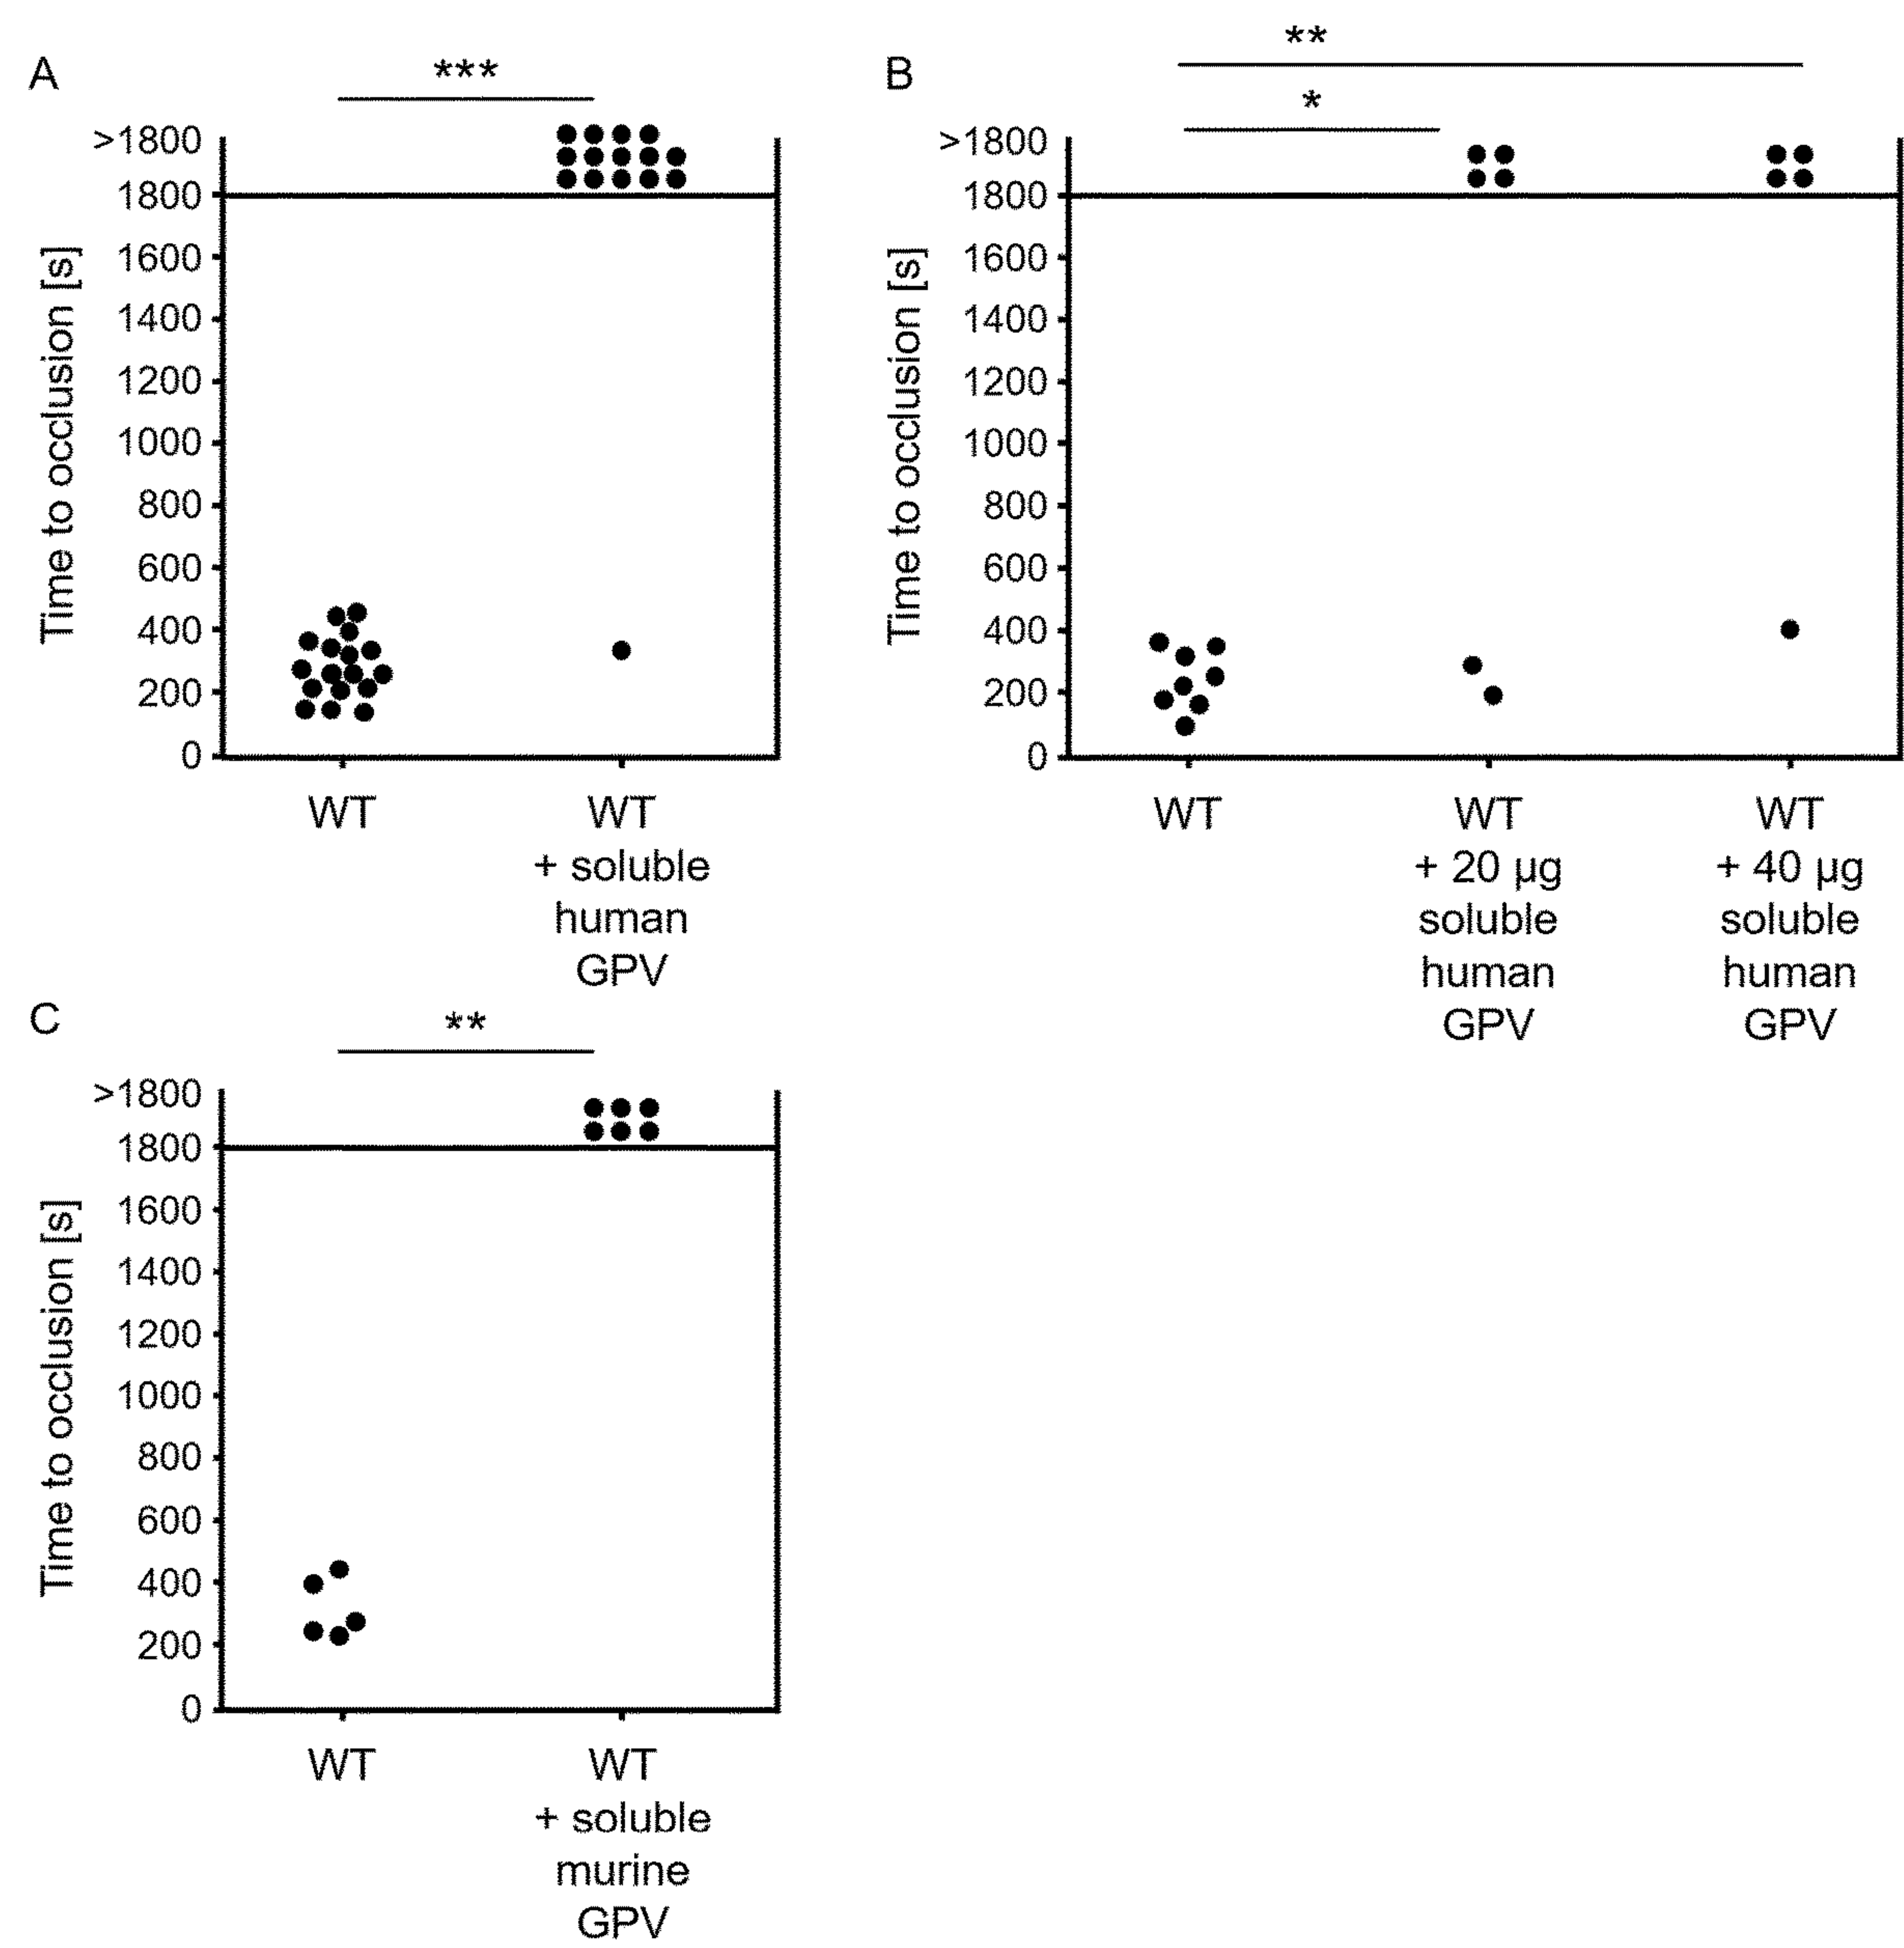 A
***
>1800
1800
1600
1400
1200
1000
800
600
400
200
0
Time to occlusion [s]
WT
WT
+ soluble
human
GPV
B
**
*
>1800
1800
1600
1400
1200
1000
800
600
400
200
0
Time to occlusion [s]
WT
WT
+ 20 µg
soluble
human
GPV
WT
+ 40 µg
soluble
human
GPV
C
**
>1800
1800
1600
1400
1200
1000
800
600
400
200
0
Time to occlusion [s]
WT
WT
+ soluble
murine
GPV